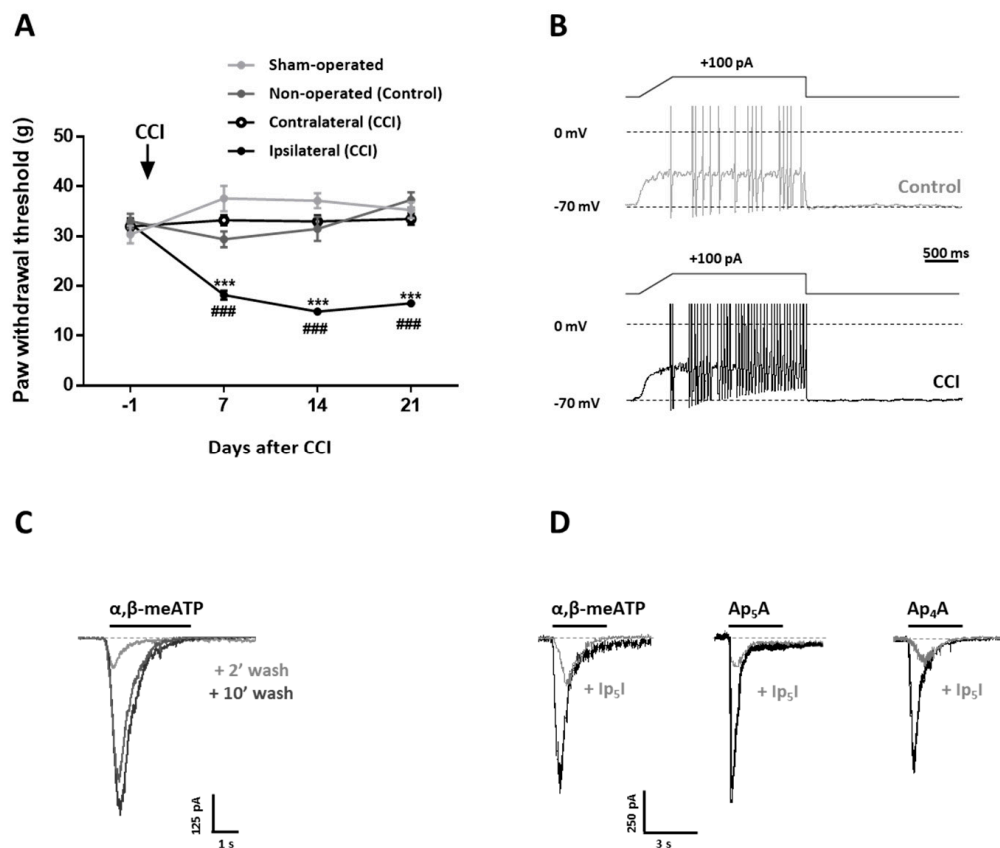 A
Sham-operated
Non-operated (Control)
Contralateral (CCI)
Ipsilateral (CCI)
CCI
Paw withdrawal threshold (g)
50
40
30
20
10
0
***
###
***
###
***
###
-1 7 14 21
Days after CCI
B
+100 pA
0 mV
Control
-70 mV
500 ms
+100 pA
0 mV
CCI
-70 mV
C
α,β-meATP
+ 2' wash
+ 10' wash
125 pA
1 s
D
α,β-meATP
+ Ip₅I
Ap₅A
+ Ip₅I
Ap₄A
+ Ip₅I
250 pA
3 s